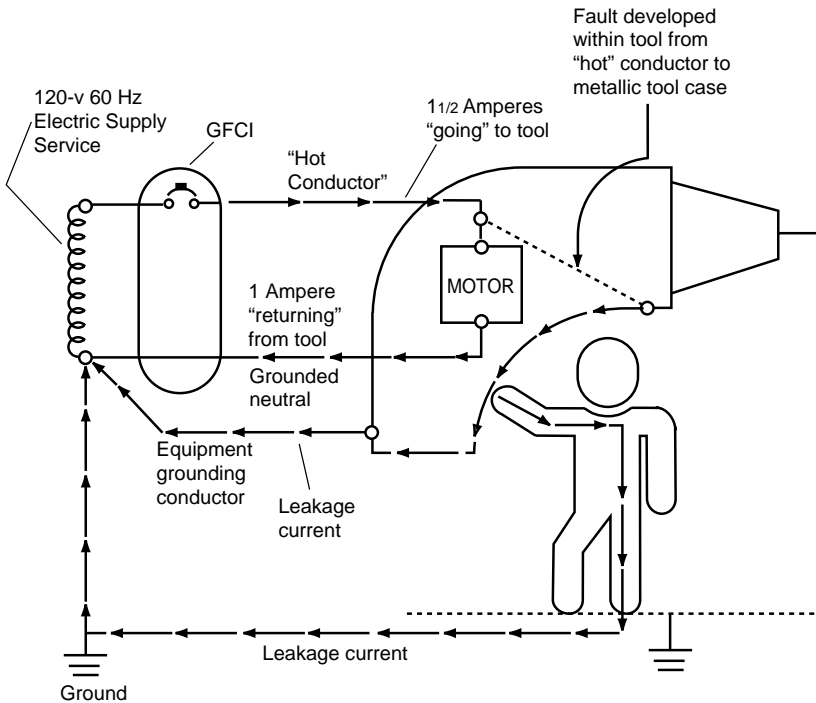 Fault developed
within tool from
“hot” conductor to
metallic tool case
120-v 60 Hz
Electric Supply
Service
GFCI
11/2 Amperes
“going” to tool
“Hot
Conductor”
MOTOR
1 Ampere
“returning”
from tool
Grounded
neutral
Equipment
grounding
conductor
Leakage
current
Leakage current
Ground